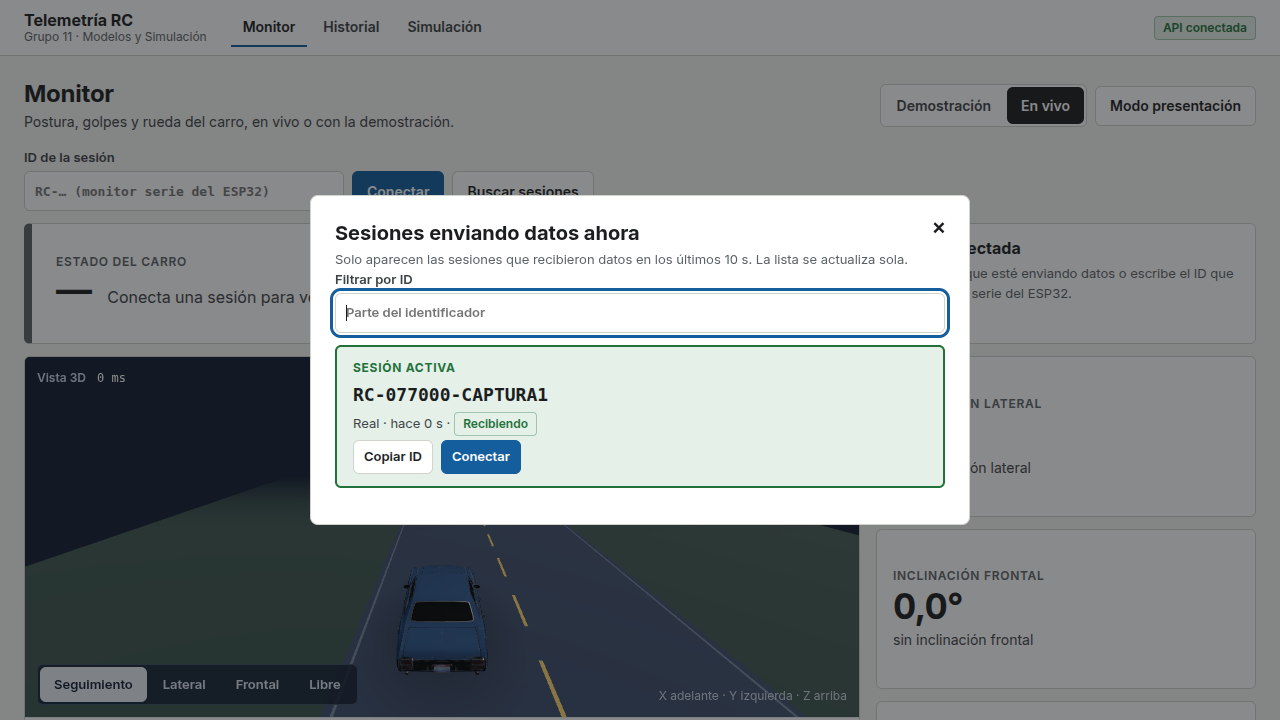 Telemetría RC
Grupo 11 · Modelos y Simulación
Monitor
Historial
Simulación
API conectada
Monitor
Postura, golpes y rueda del carro, en vivo o con la demostración.
Demostración
En vivo
Modo presentación
ID de la sesión
RC-… (monitor serie del ESP32)
Conectar
Buscar sesiones
ESTADO DEL CARRO
— Conecta una sesión para v
ectada
que esté enviando datos o escribe el ID que
serie del ESP32.
Sesiones enviando datos ahora
×
Solo aparecen las sesiones que recibieron datos en los últimos 10 s. La lista se actualiza sola.
Filtrar por ID
Parte del identificador
SESIÓN ACTIVA
RC-077000-CAPTURA1
Real · hace 0 s · Recibiendo
Copiar ID
Conectar
Vista 3D 0 ms
Seguimiento
Lateral
Frontal
Libre
X adelante · Y izquierda · Z arriba
N LATERAL
ón lateral
INCLINACIÓN FRONTAL
0,0°
sin inclinación frontal